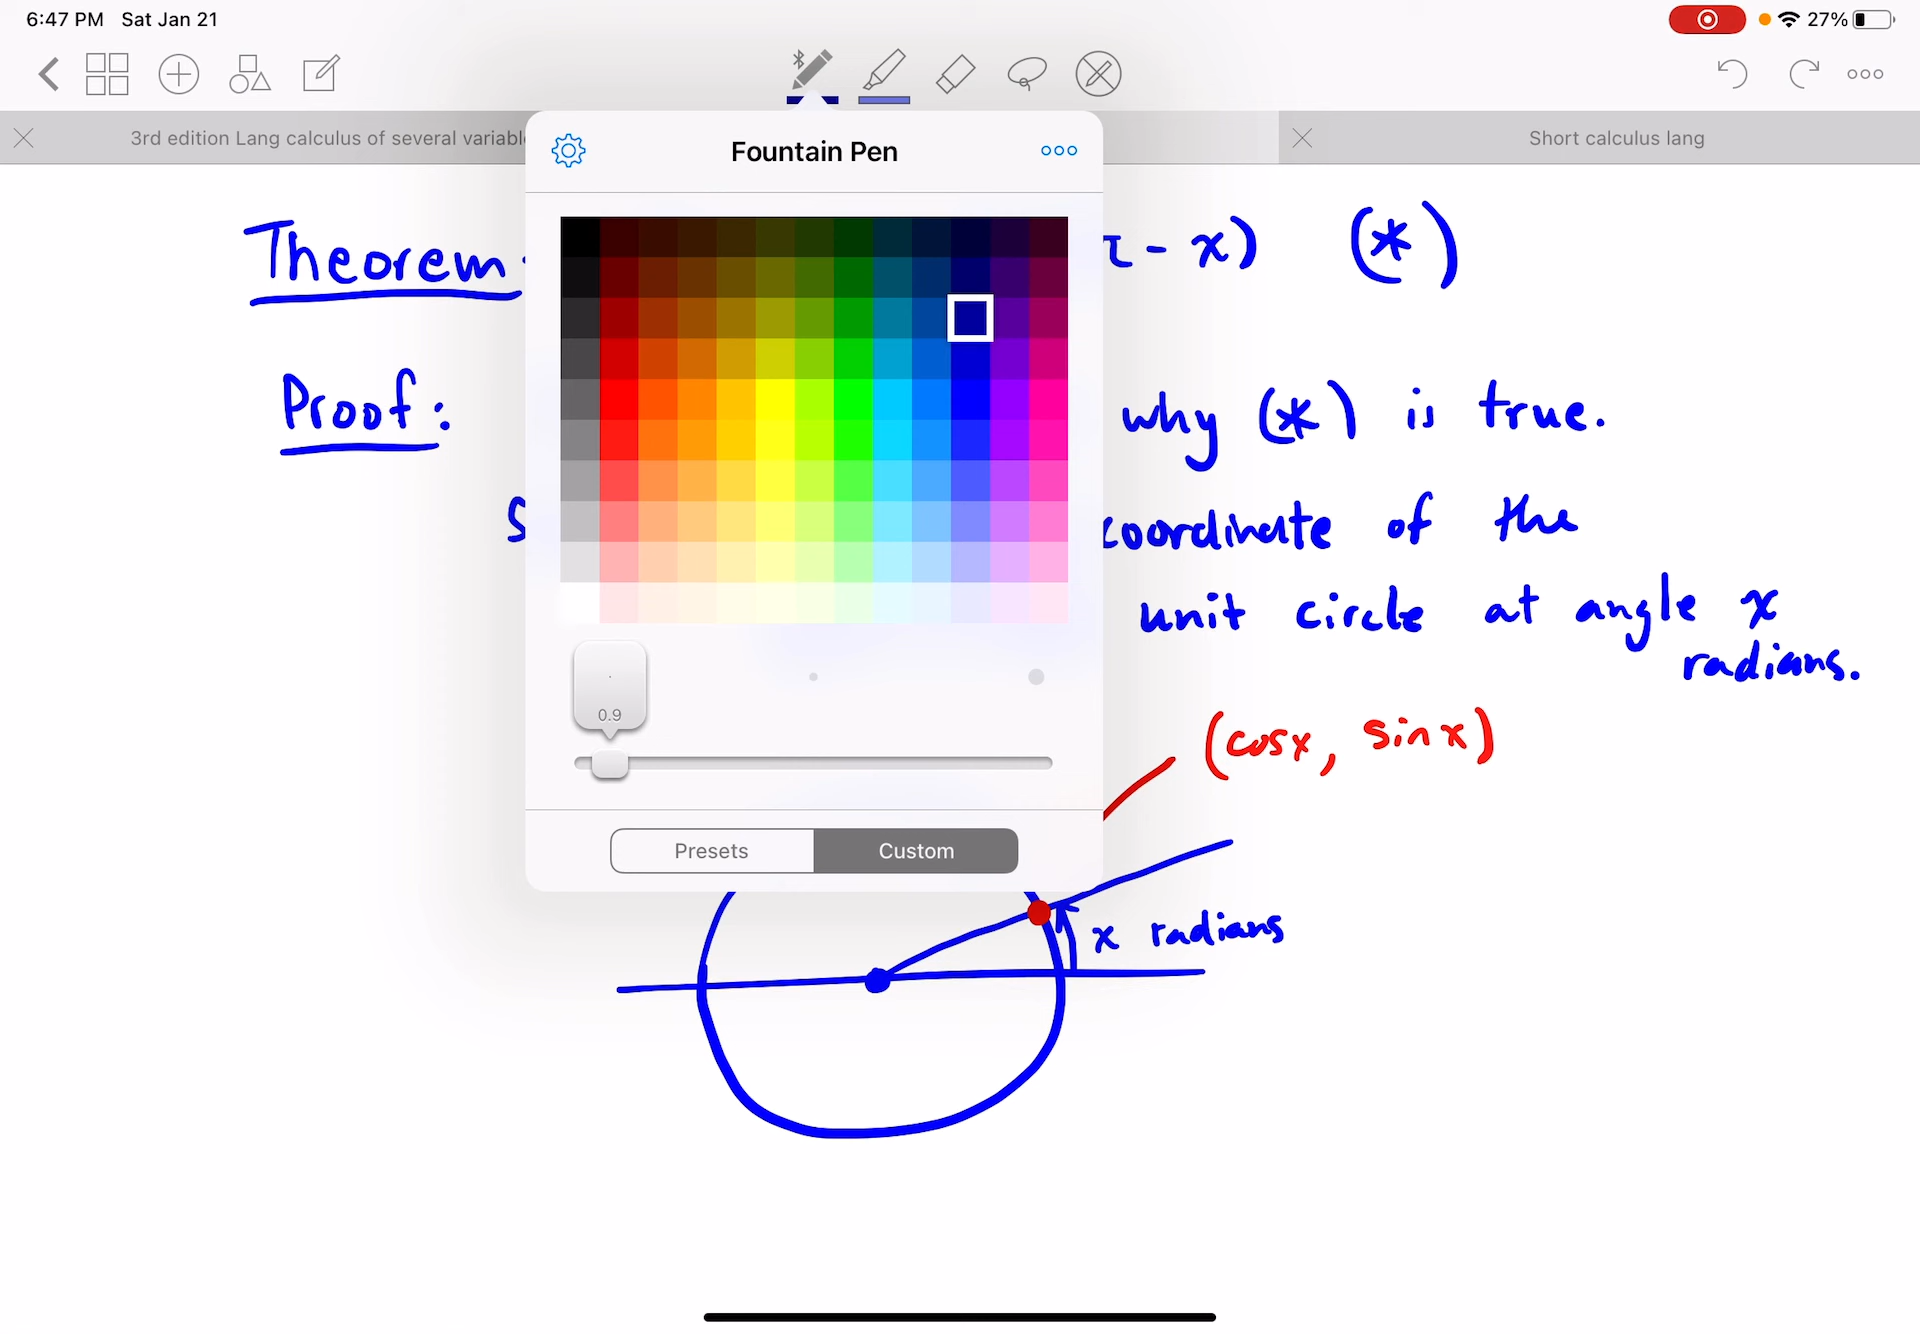 6:47 PM Sat Jan 21
27%
3rd edition Lang calculus of several variabl
Short calculus lang
Fountain Pen
Theorem
- x) (*)
Proof:
why (*) is true.
S
coordinate of the
unit circle at angle x
radians.
0.9
(cosx, sinx)
Presets
Custom
x radians